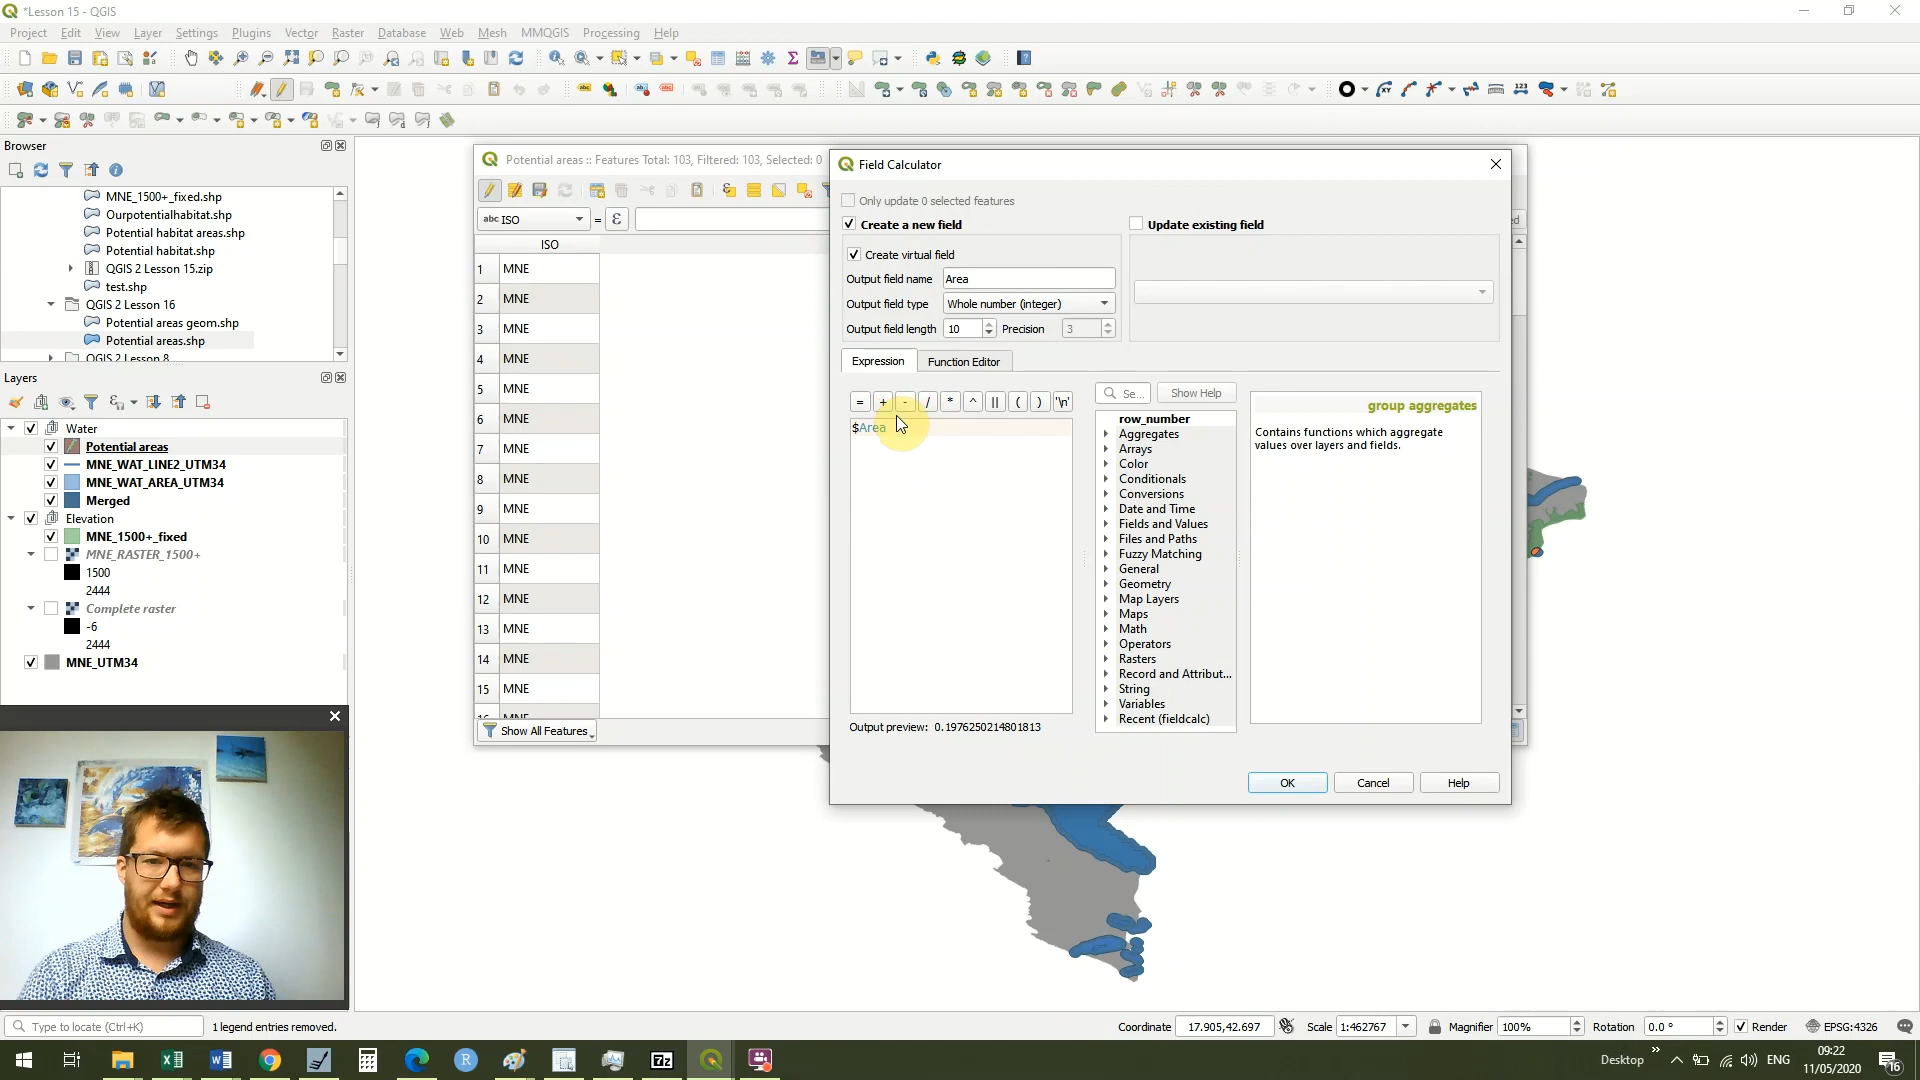 *Lesson 15 - QGIS
Project Edit View Layer Settings Plugins Vector Raster Database Web Mesh MMQGIS Processing Help
Browser
MNE_1500+_fixed.shp
Ourpotentialhabitat.shp
Potential habitat areas.shp
Potential habitat.shp
QGIS 2 Lesson 15.zip
test.shp
QGIS 2 Lesson 16
Potential areas geom.shp
Potential areas.shp
QGIS 2 Lesson 8
Layers
Water
Potential areas
MNE_WAT_LINE2_UTM34
MNE_WAT_AREA_UTM34
Merged
Elevation
MNE_1500+_fixed
MNE_RASTER_1500+
1500
2444
Complete raster
-6
2444
MNE_UTM34
Potential areas :: Features Total: 103, Filtered: 103, Selected: 0
abc ISO = ε
ISO
1 MNE
2 MNE
3 MNE
4 MNE
5 MNE
6 MNE
7 MNE
8 MNE
9 MNE
10 MNE
11 MNE
12 MNE
13 MNE
14 MNE
15 MNE
16 MNE
Show All Features
Field Calculator
Only update 0 selected features
Create a new field
Update existing field
Create virtual field
Output field name Area
Output field type Whole number (integer)
Output field length 10 Precision 3
Expression Function Editor
= + - / * ^ || ( ) '\n'
$Area
Output preview: 0.1976250214801813
Se... Show Help
row_number
Aggregates
Arrays
Color
Conditionals
Conversions
Date and Time
Fields and Values
Files and Paths
Fuzzy Matching
General
Geometry
Map Layers
Maps
Math
Operators
Rasters
Record and Attribut...
String
Variables
Recent (fieldcalc)
group aggregates
Contains functions which aggregate
values over layers and fields.
OK Cancel Help
Type to locate (Ctrl+K) 1 legend entries removed. Coordinate 17.905,42.697 Scale 1:462767 Magnifier 100% Rotation 0.0 ° Render EPSG:4326
Desktop ENG
09:22
11/05/2020
16